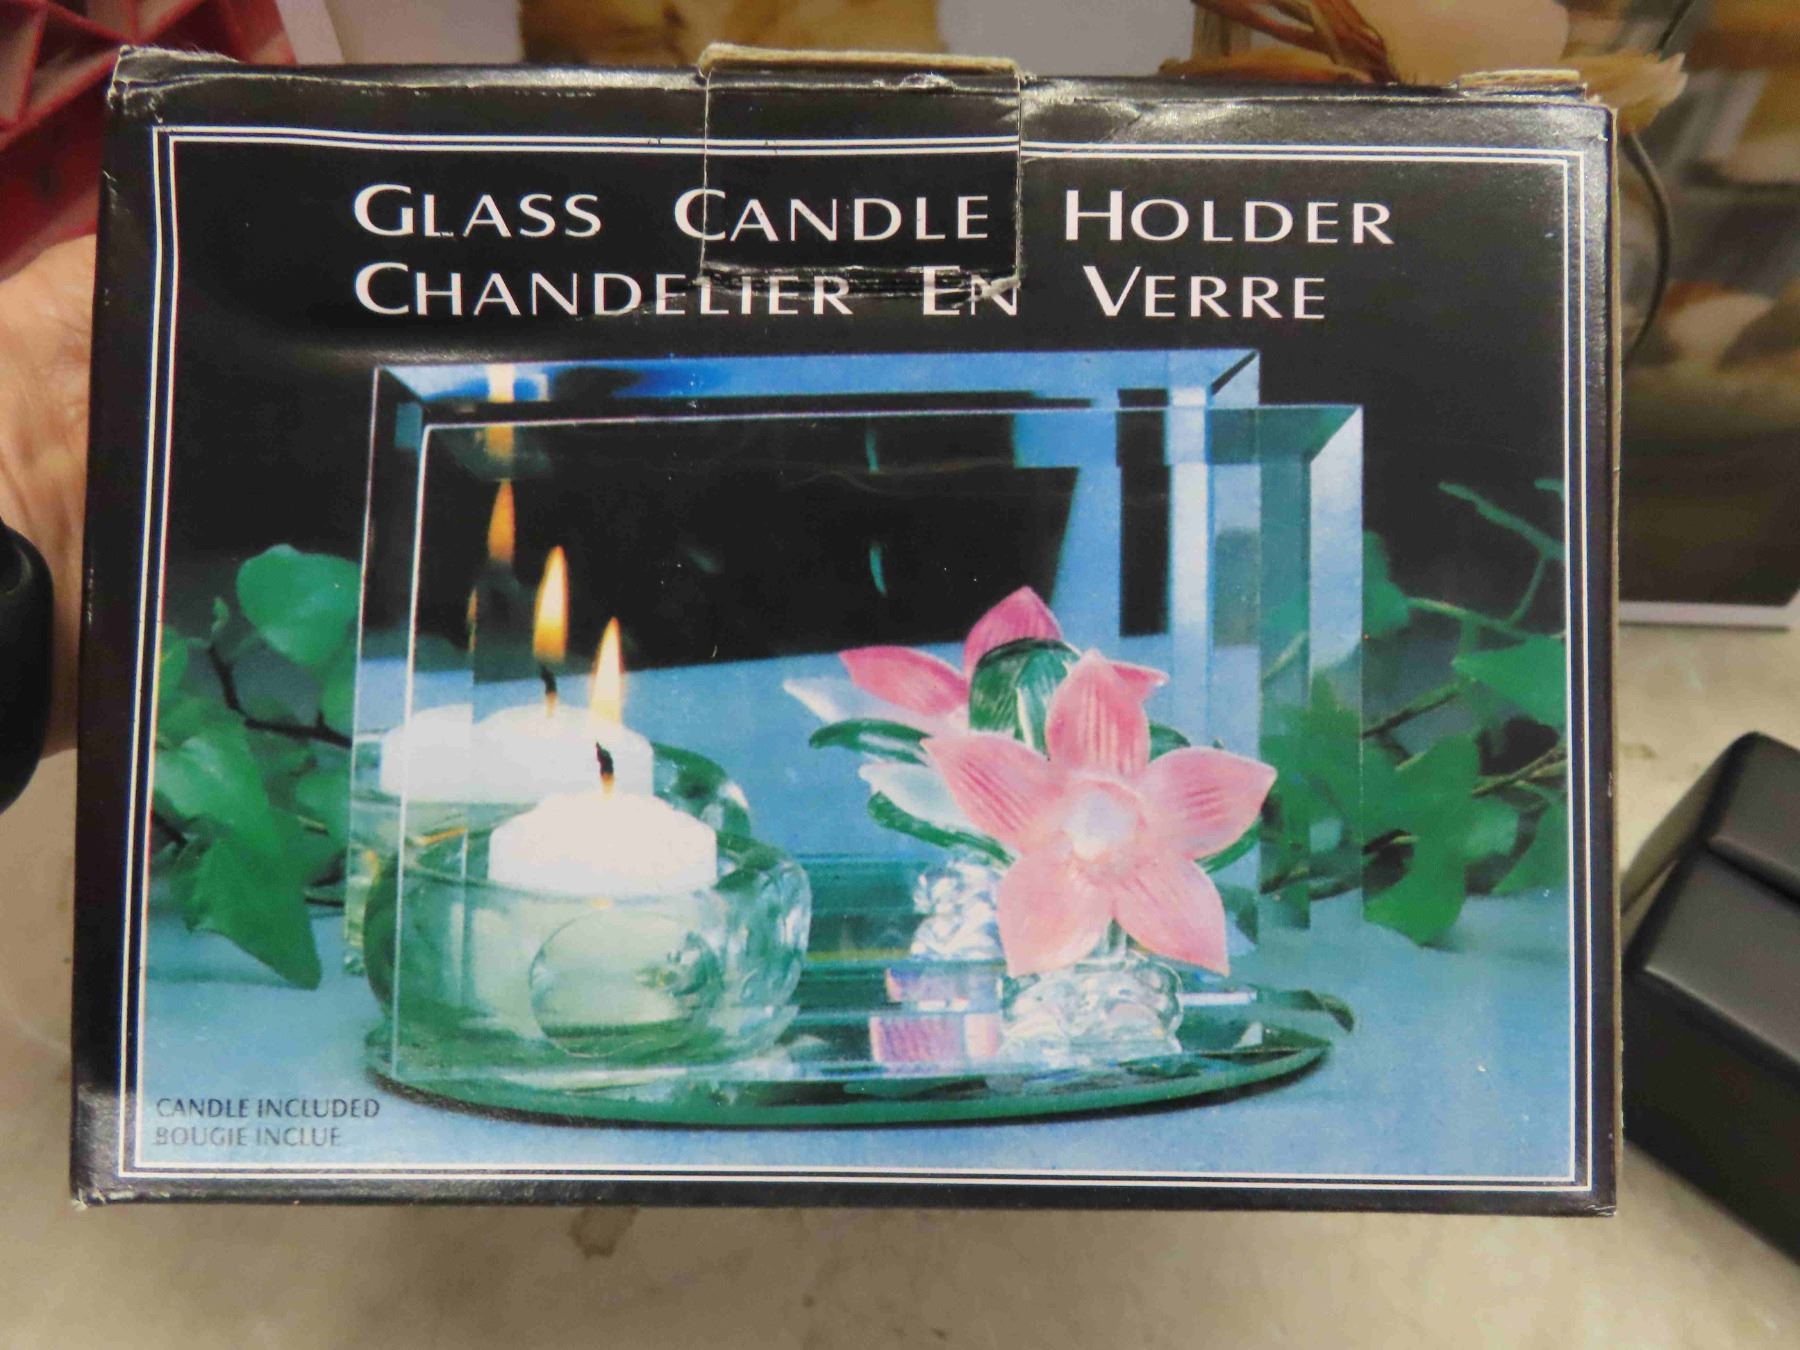 GLASS CANDLE HOLDER
CHANDELIER EN VERRE
CANDLE INCLUDED
BOUGIE INCLUE